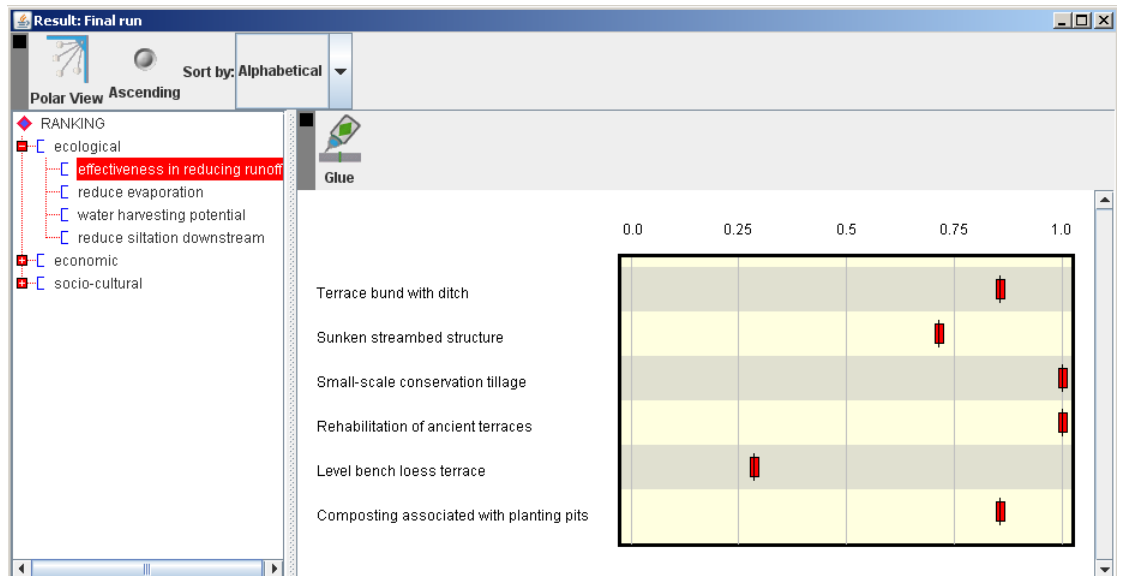 Result: Final run
Polar View
Ascending
Sort by: Alphabetical
RANKING
ecological
effectiveness in reducing runoff
reduce evaporation
water harvesting potential
reduce siltation downstream
economic
socio-cultural
Glue
0.0 0.25 0.5 0.75 1.0
Terrace bund with ditch
Sunken streambed structure
Small-scale conservation tillage
Rehabilitation of ancient terraces
Level bench loess terrace
Composting associated with planting pits